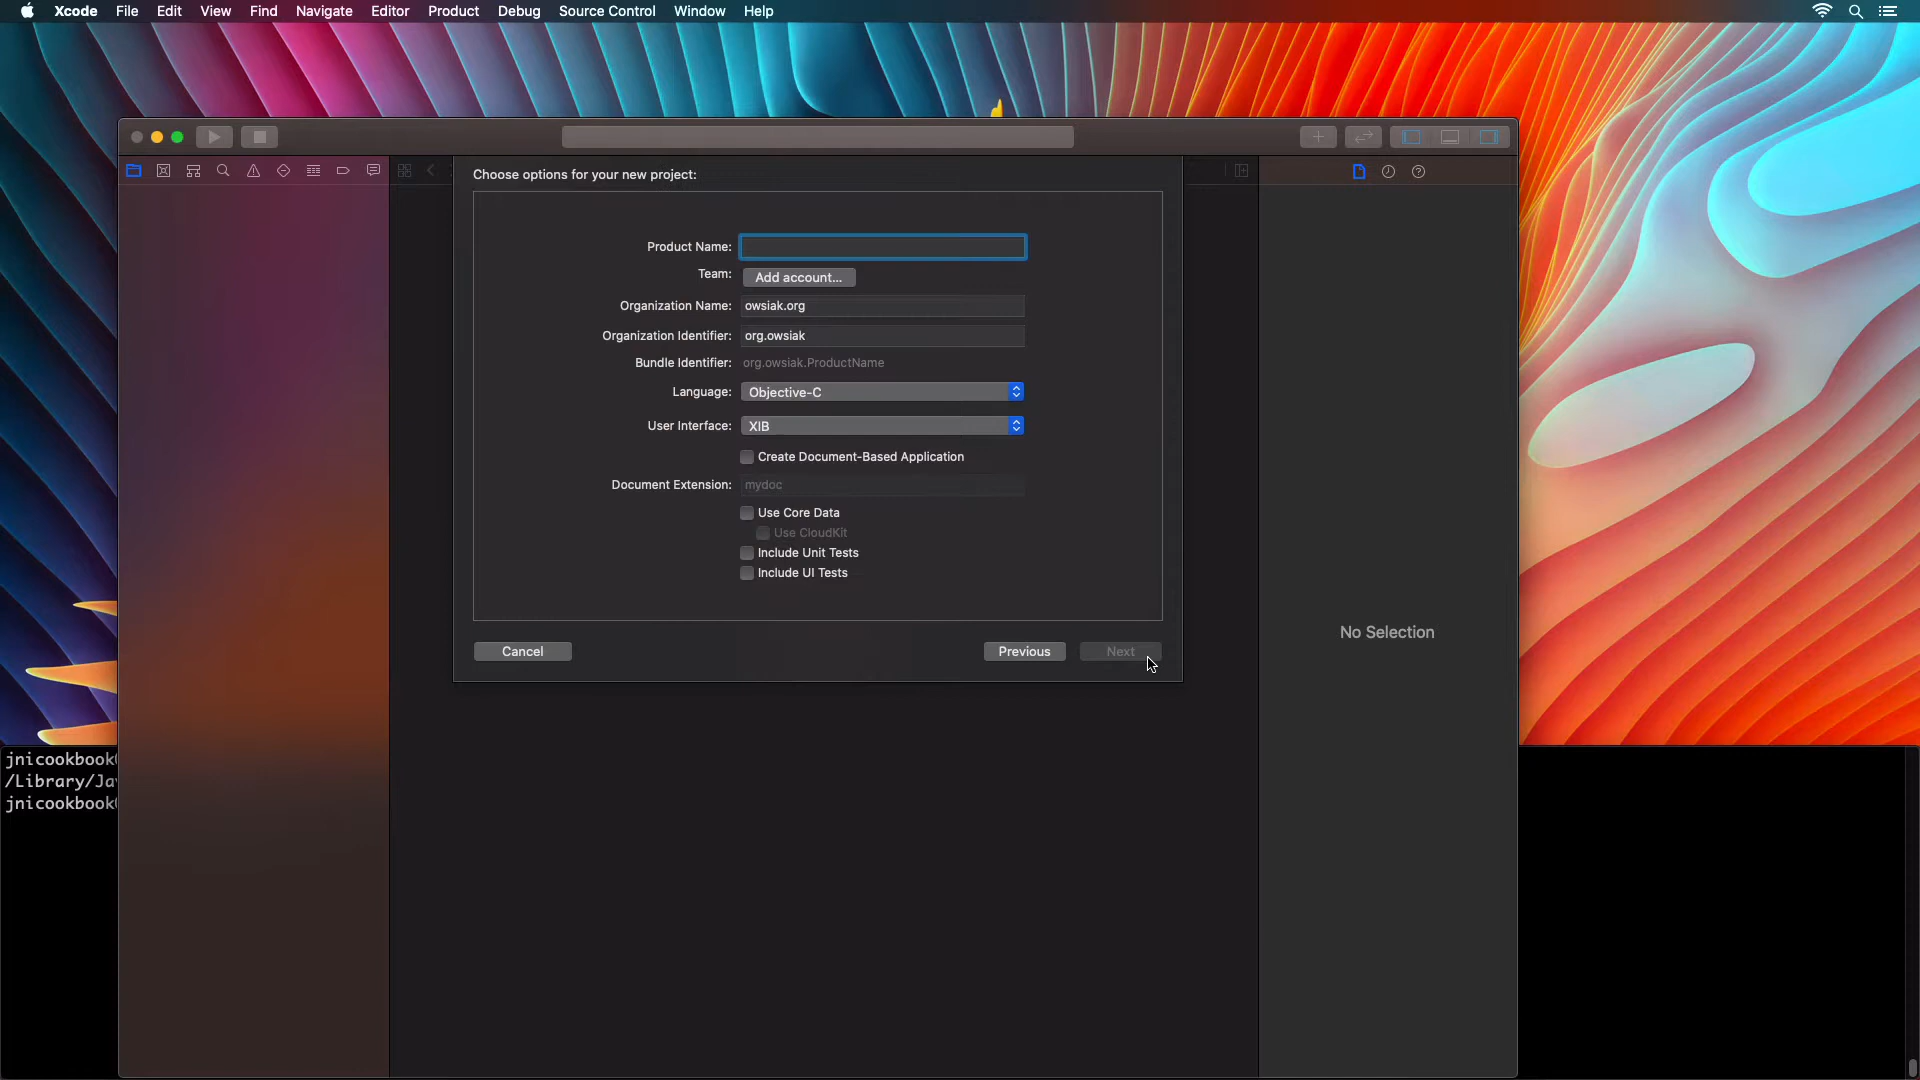 Xcode File Edit View Find Navigate Editor Product Debug Source Control Window Help
Choose options for your new project:
Product Name:
Team: Add account...
Organization Name: owsiak.org
Organization Identifier: org.owsiak
Bundle Identifier: org.owsiak.ProductName
Language: Objective-C
User Interface: XIB
Create Document-Based Application
Document Extension: mydoc
Use Core Data
Use CloudKit
Include Unit Tests
Include UI Tests
Cancel Previous Next
No Selection
jnicookbook
/Library/Ja
jnicookbook